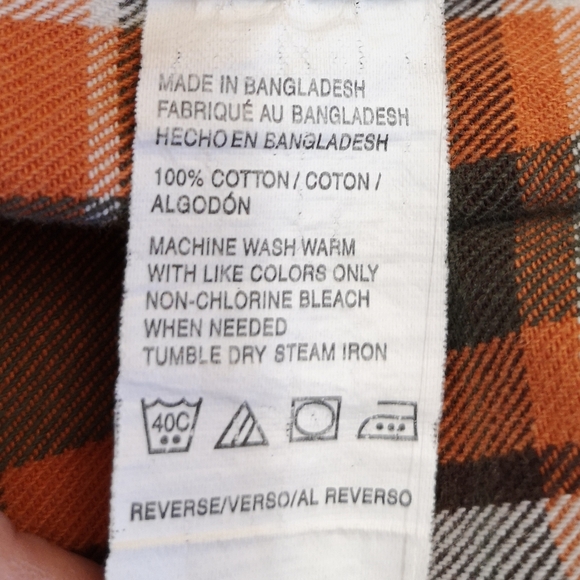 MADE IN BANGLADESH
FABRIQUÉ AU BANGLADESH
HECHO EN BANGLADESH
100% COTTON / COTON /
ALGODÓN
MACHINE WASH WARM
WITH LIKE COLORS ONLY
NON-CHLORINE BLEACH
WHEN NEEDED
TUMBLE DRY STEAM IRON
40C
REVERSE/VERSO/AL REVERSO